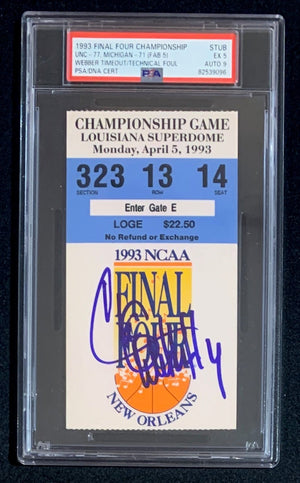 1993 FINAL FOUR CHAMPIONSHIP STUB
UNC -77, MICHIGAN -71 (FAB 5) EX 5
WEBBER TIMEOUT/TECHNICAL FOUL AUTO 9
PSA/DNA CERT PSA 82539096
CHAMPIONSHIP GAME
LOUISIANA SUPERDOME
Monday, April 5, 1993
323 13 14
SECTION ROW SEAT
Enter Gate E
LOGE $22.50
No Refund or Exchange
1993 NCAA
FINAL
FOUR
NEW ORLEANS